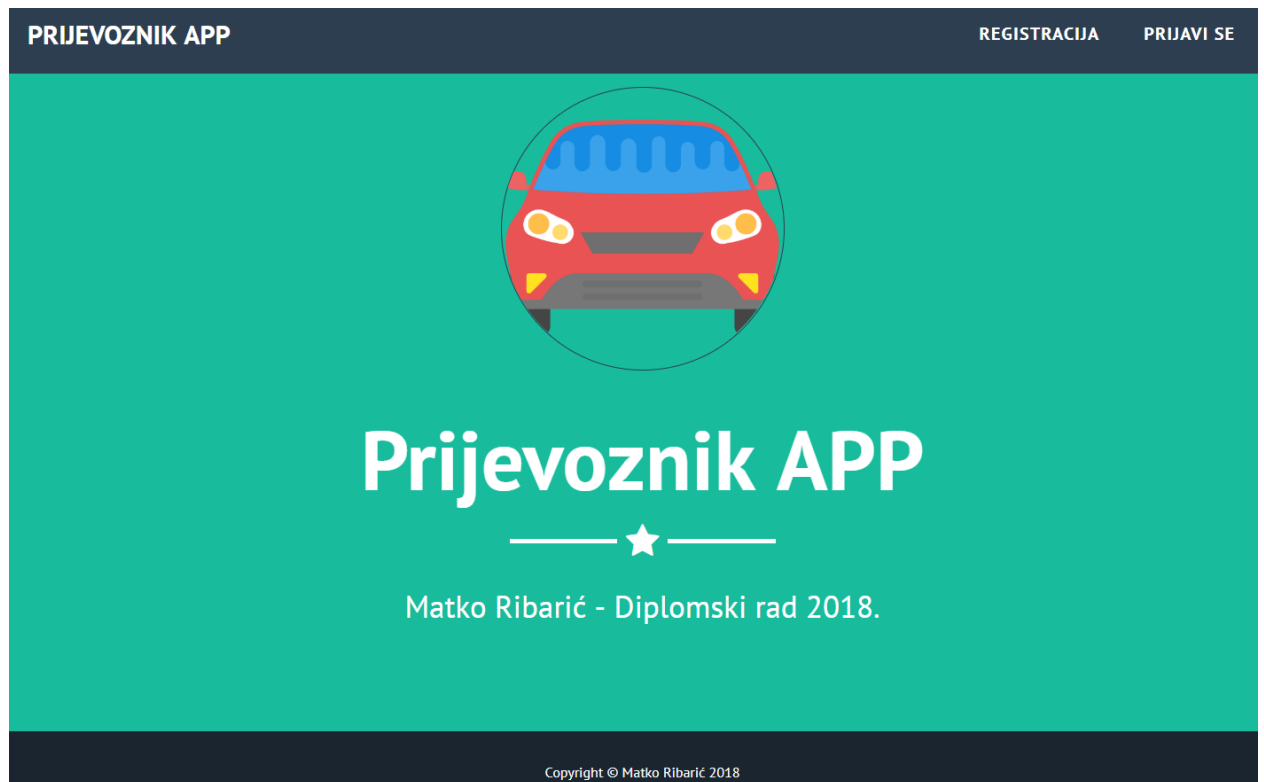 PRIJEVOZNIK APP
REGISTRACIJA
PRIJAVI SE
Prijevoznik APP
Matko Ribarić - Diplomski rad 2018.
Copyright © Matko Ribarić 2018